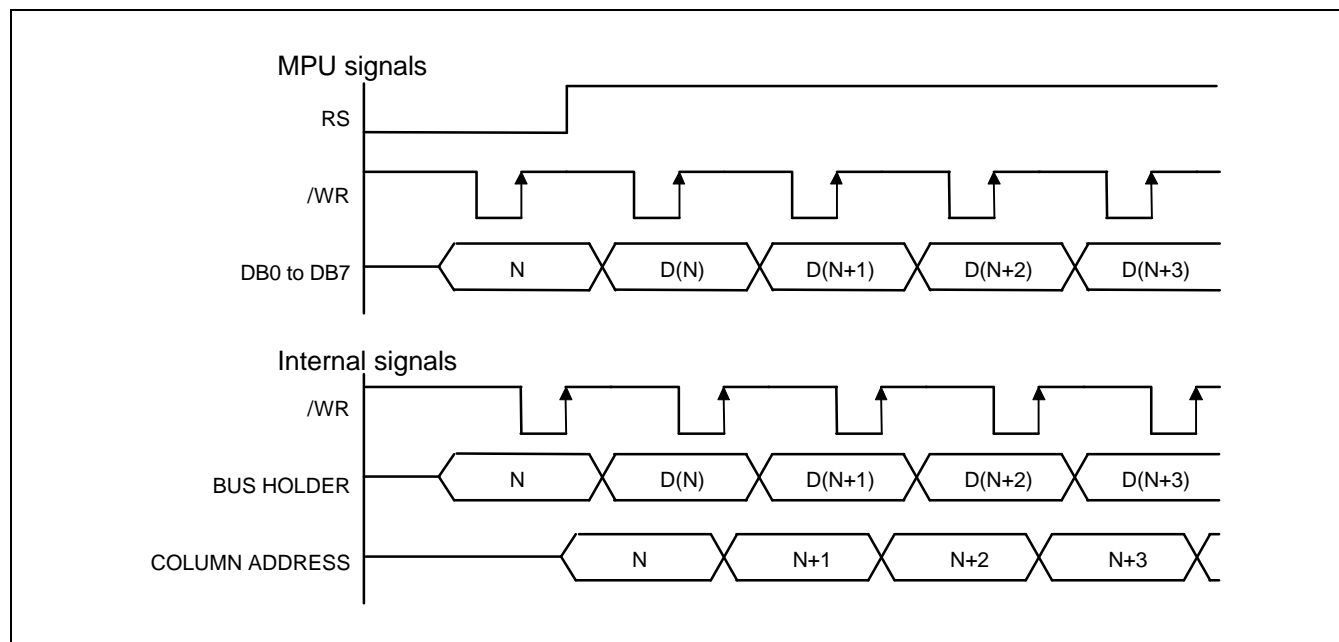 MPU signals
RS
/WR
DB0 to DB7
N
D(N)
D(N+1)
D(N+2)
D(N+3)
Internal signals
/WR
BUS HOLDER
N
D(N)
D(N+1)
D(N+2)
D(N+3)
COLUMN ADDRESS
N
N+1
N+2
N+3